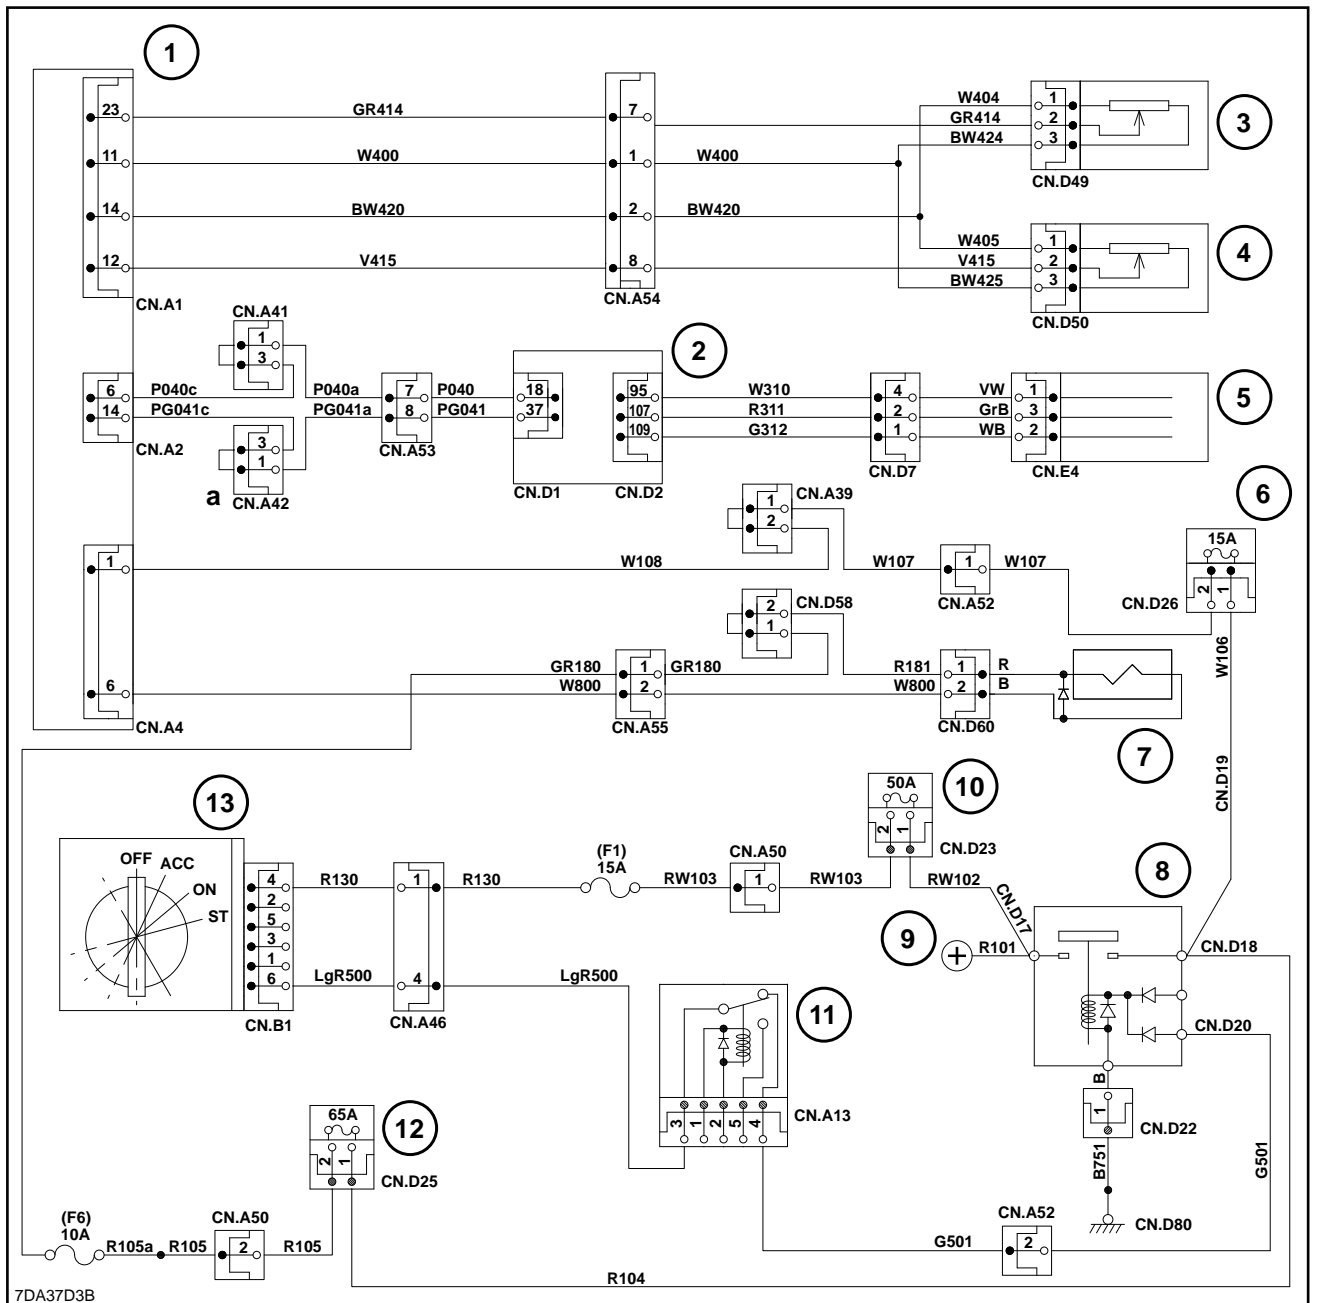 1
23
GR414
7
W404
1
GR414
2
BW424
3
3
CN.D49
11
W400
1
W400
14
BW420
2
BW420
W405
1
V415
2
BW425
3
4
CN.D50
12
V415
8
CN.A1
CN.A54
CN.A41
1
3
2
6
P040c
P040a
7
P040
18
95
W310
4
VW
1
5
14
PG041c
PG041a
8
PG041
37
107
R311
2
GrB
3
109
G312
1
WB
2
CN.A2
3
1
CN.A53
CN.D1
CN.D2
CN.D7
CN.E4
a
CN.A42
CN.A39
1
2
6
15A
1
W108
W107
1
W107
CN.A52
2
1
CN.D26
CN.D58
2
1
W106
GR180
1
GR180
R181
1
R
6
W800
2
W800
2
B
CN.A4
CN.A55
CN.D60
7
CN.D19
13
10
50A
2
1
CN.D23
OFF
ACC
ON
ST
4
2
5
3
1
6
R130
1
R130
(F1)
15A
RW103
CN.A50
1
RW103
RW102
CN.D17
8
9
R101
CN.D18
LgR500
4
LgR500
CN.B1
CN.A46
11
CN.D20
3
1
2
5
4
CN.A13
B
1
CN.D22
B751
G501
CN.D80
65A
2
1
12
CN.D25
(F6)
10A
R105a
R105
CN.A50
2
R105
G501
CN.A52
2
R104
7DA37D3B